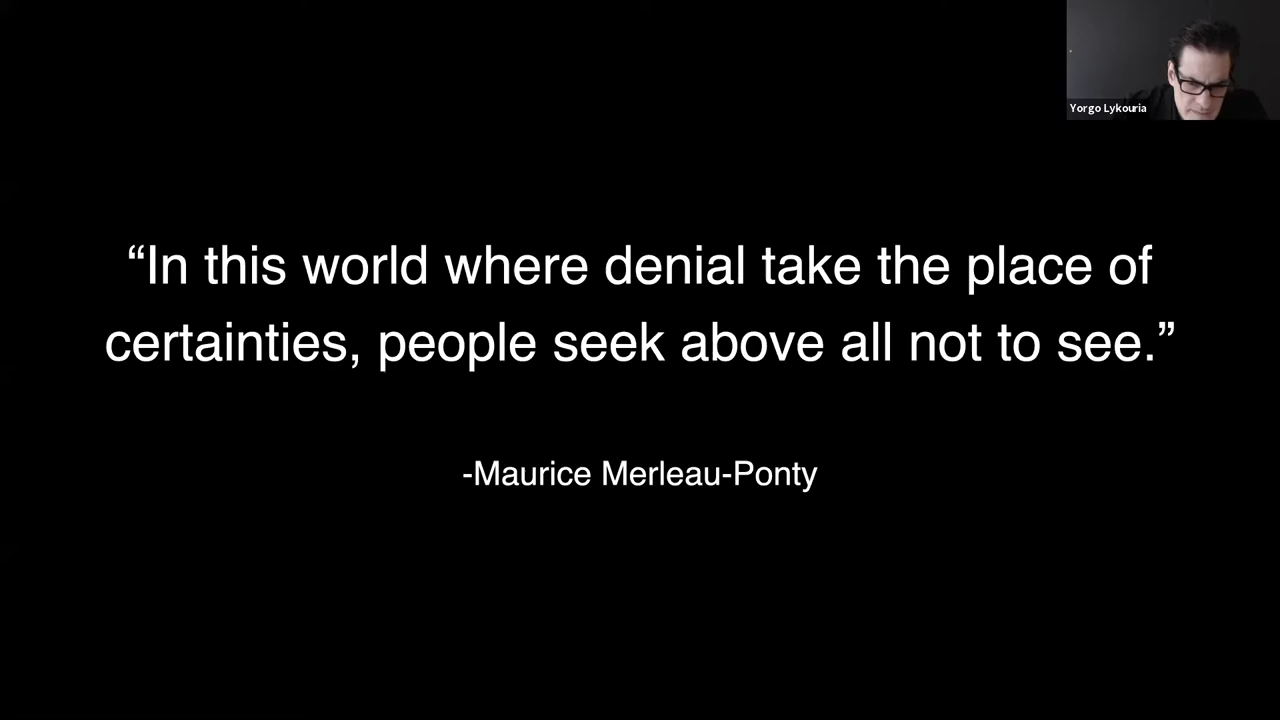 Yorgo Lykouria
“In this world where denial take the place of
certainties, people seek above all not to see.”
-Maurice Merleau-Ponty